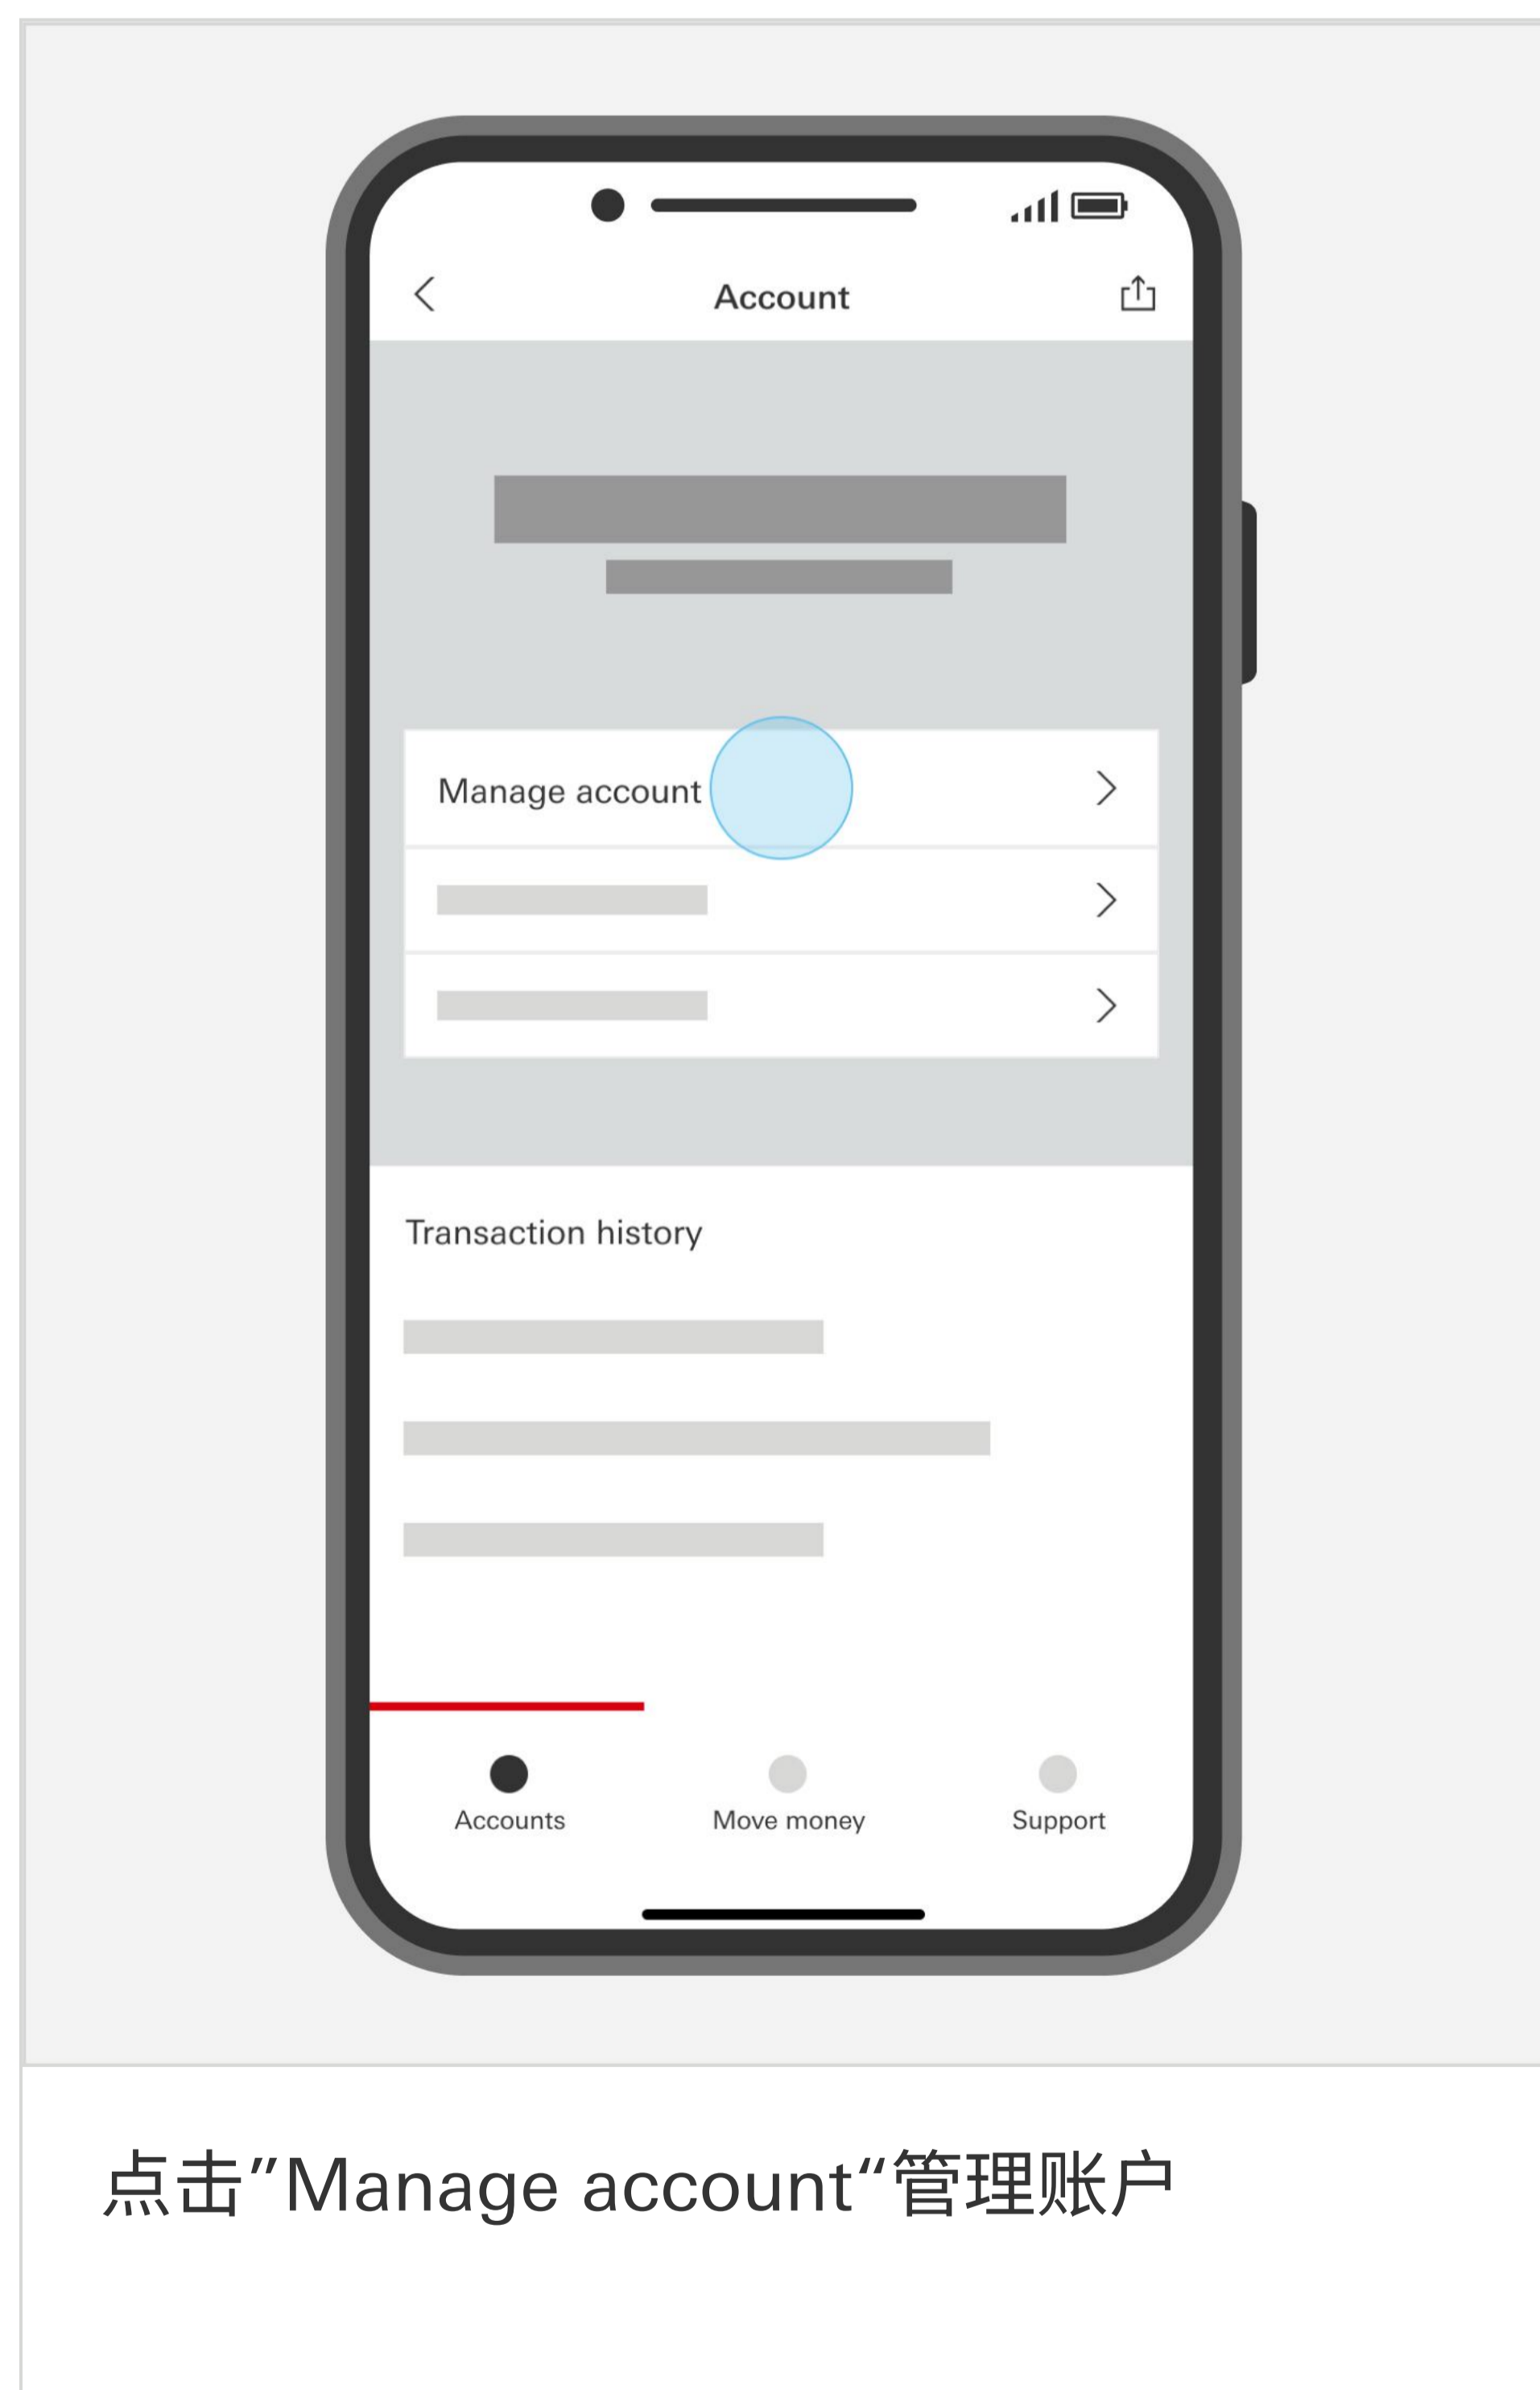 Account
Manage account
Transaction history
Accounts
Move money
Support
点击“Manage account“管理账户